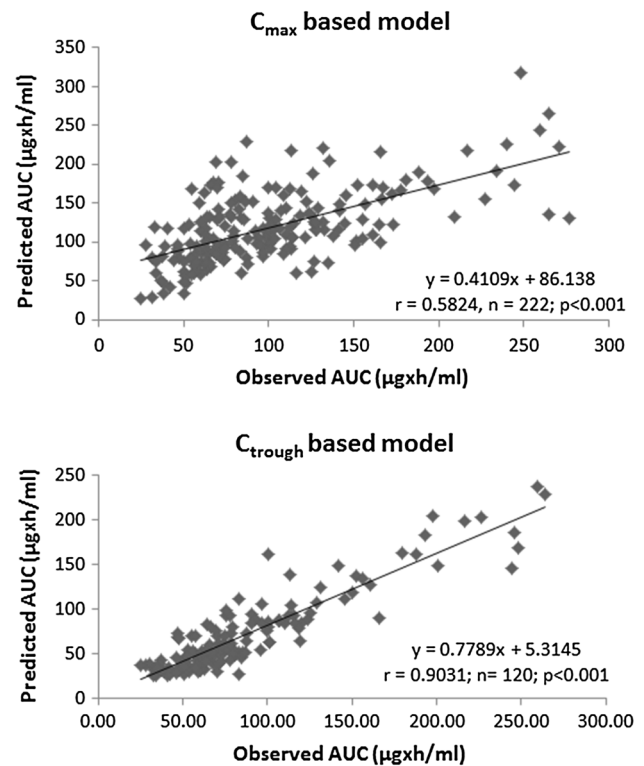 Cmax based model
350
300
250
200
150
100
50
0
Predicted AUC (µgxh/ml)
y = 0.4109x + 86.138
r = 0.5824, n = 222; p<0.001
0 50 100 150 200 250 300
Observed AUC (µgxh/ml)
Ctrough based model
250
200
150
100
50
0
Predicted AUC (µgxh/ml)
y = 0.7789x + 5.3145
r = 0.9031; n= 120; p<0.001
0.00 50.00 100.00 150.00 200.00 250.00 300.00
Observed AUC (µgxh/ml)